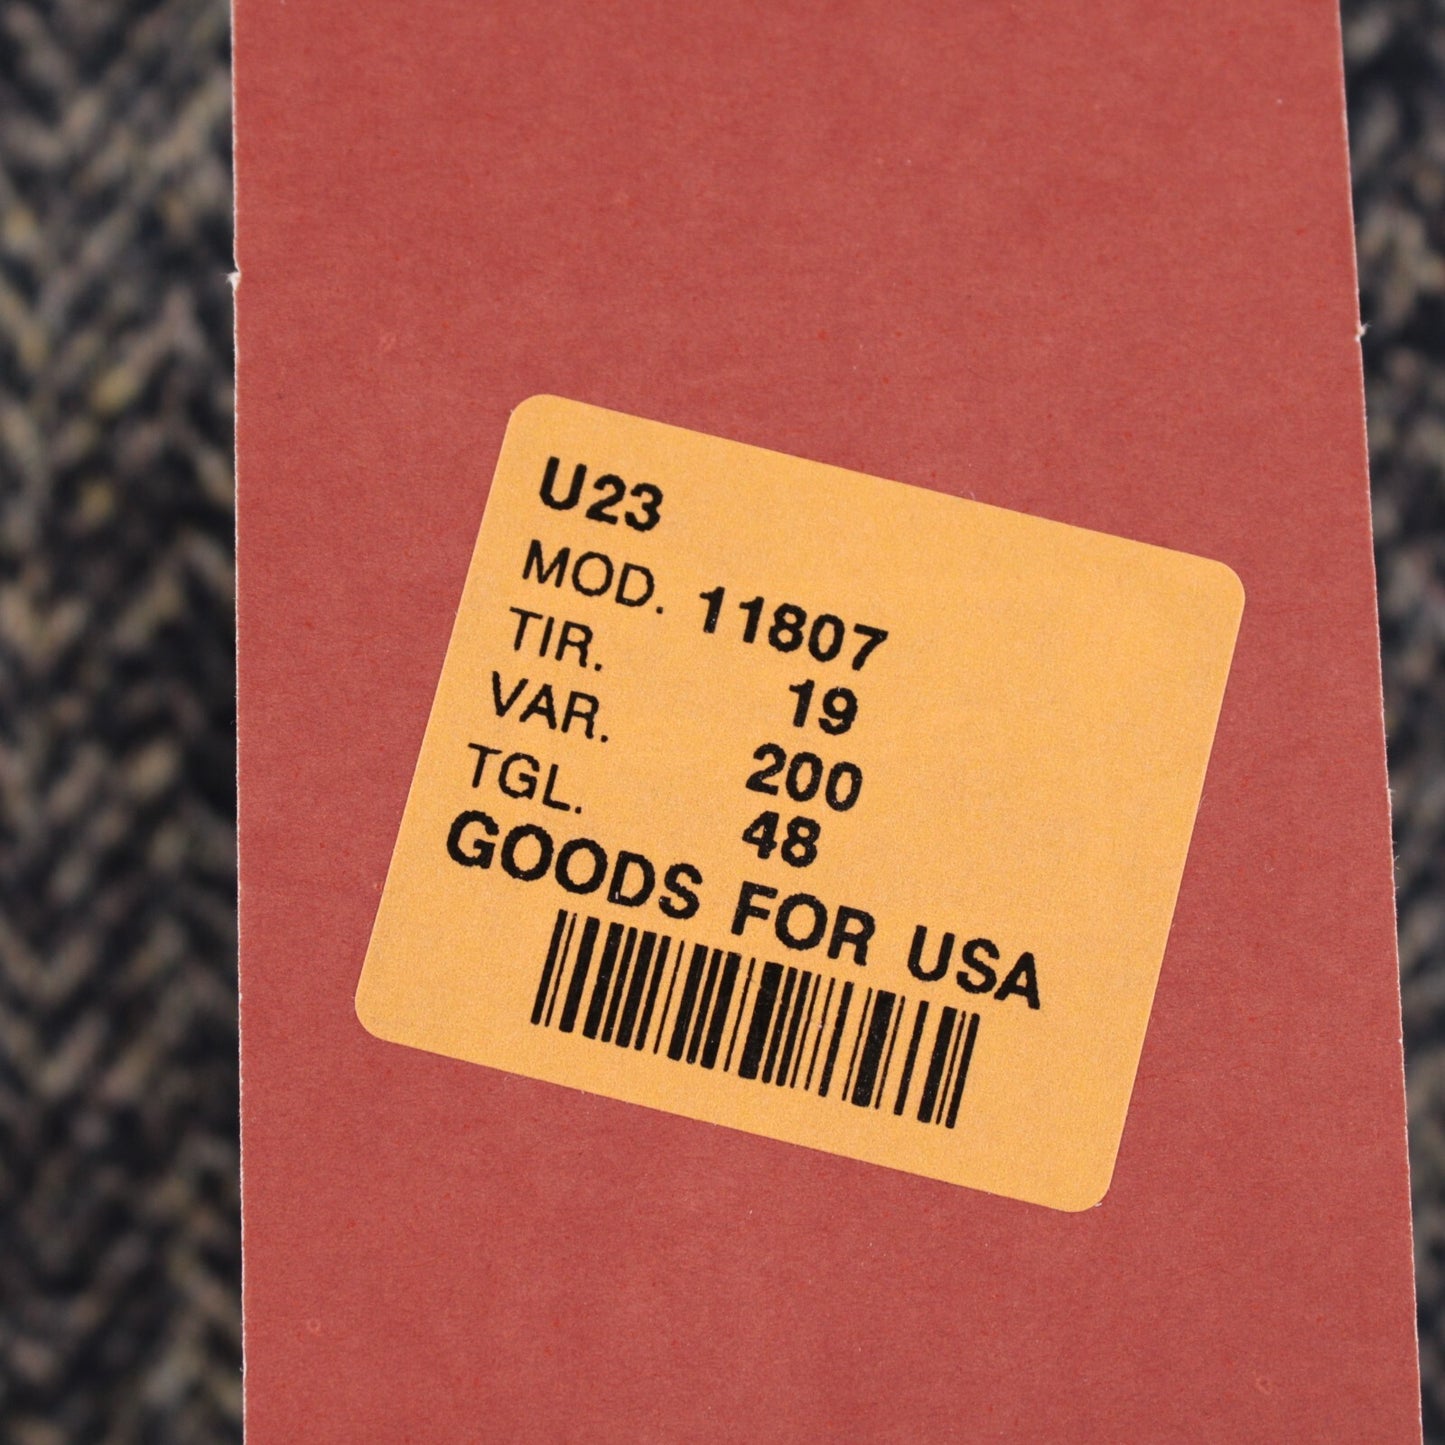 U23
MOD. 11807
TIR. 19
VAR. 200
TGL. 48
GOODS FOR USA